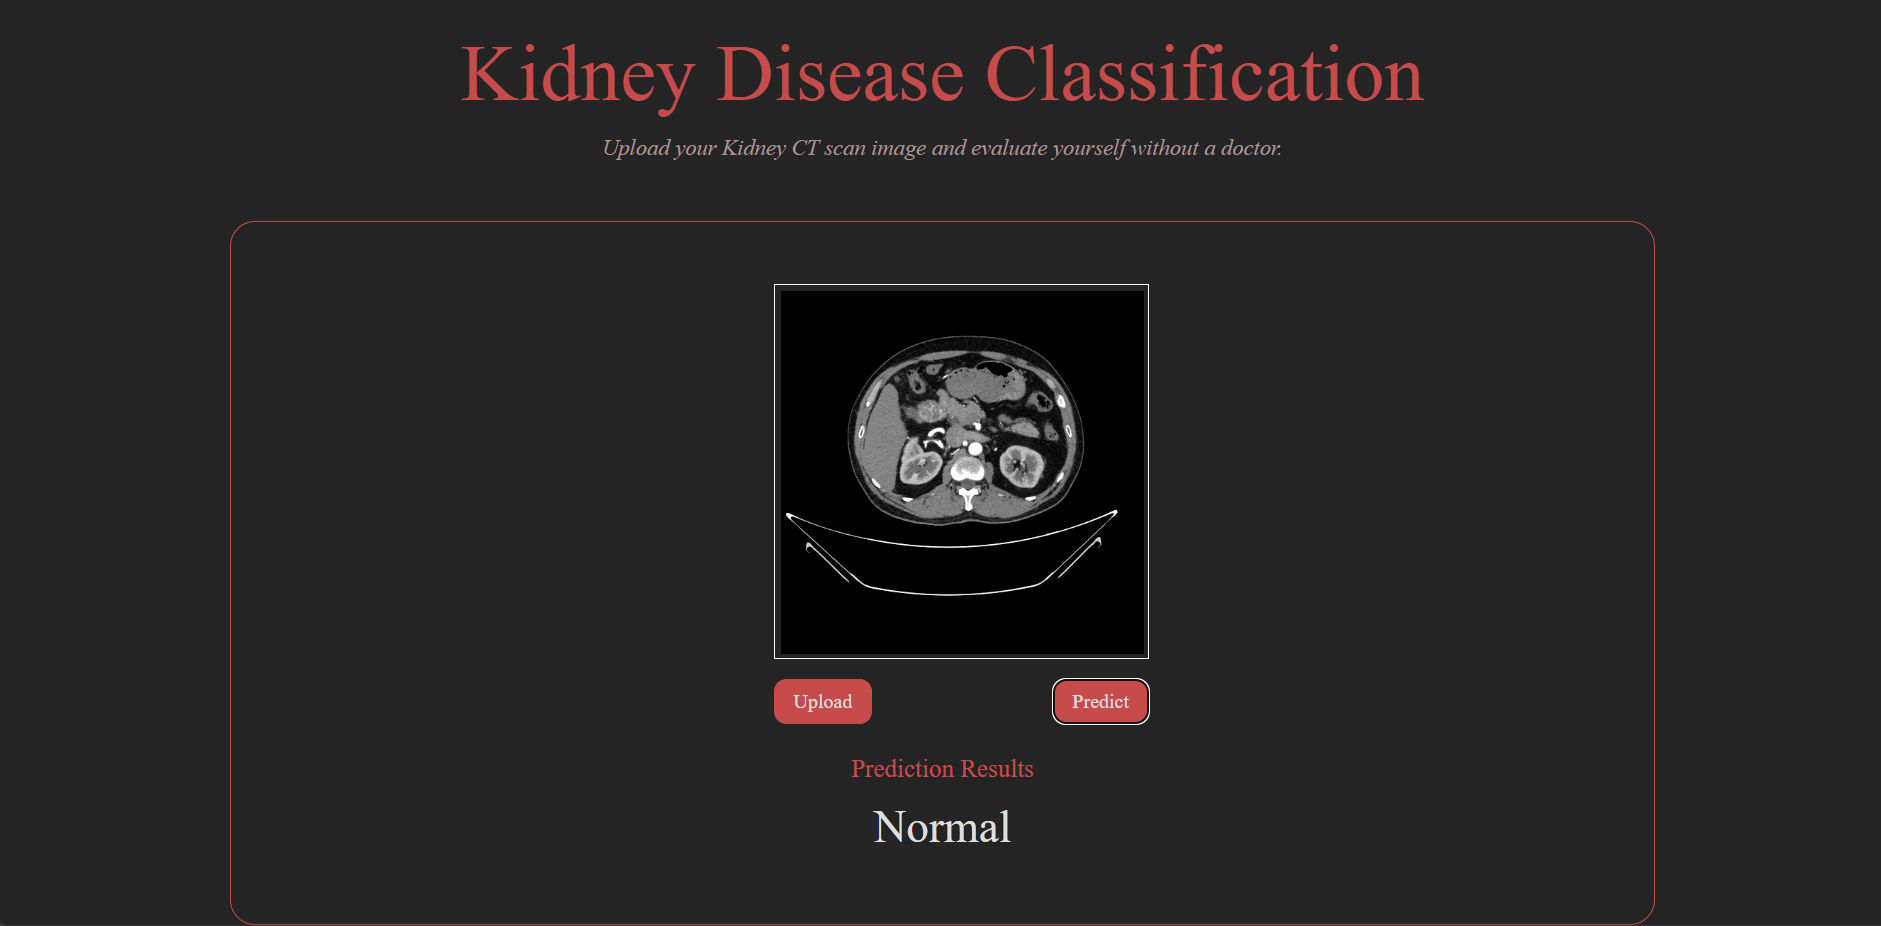 Kidney Disease Classification
Upload your Kidney CT scan image and evaluate yourself without a doctor.
Upload
Predict
Prediction Results
Normal